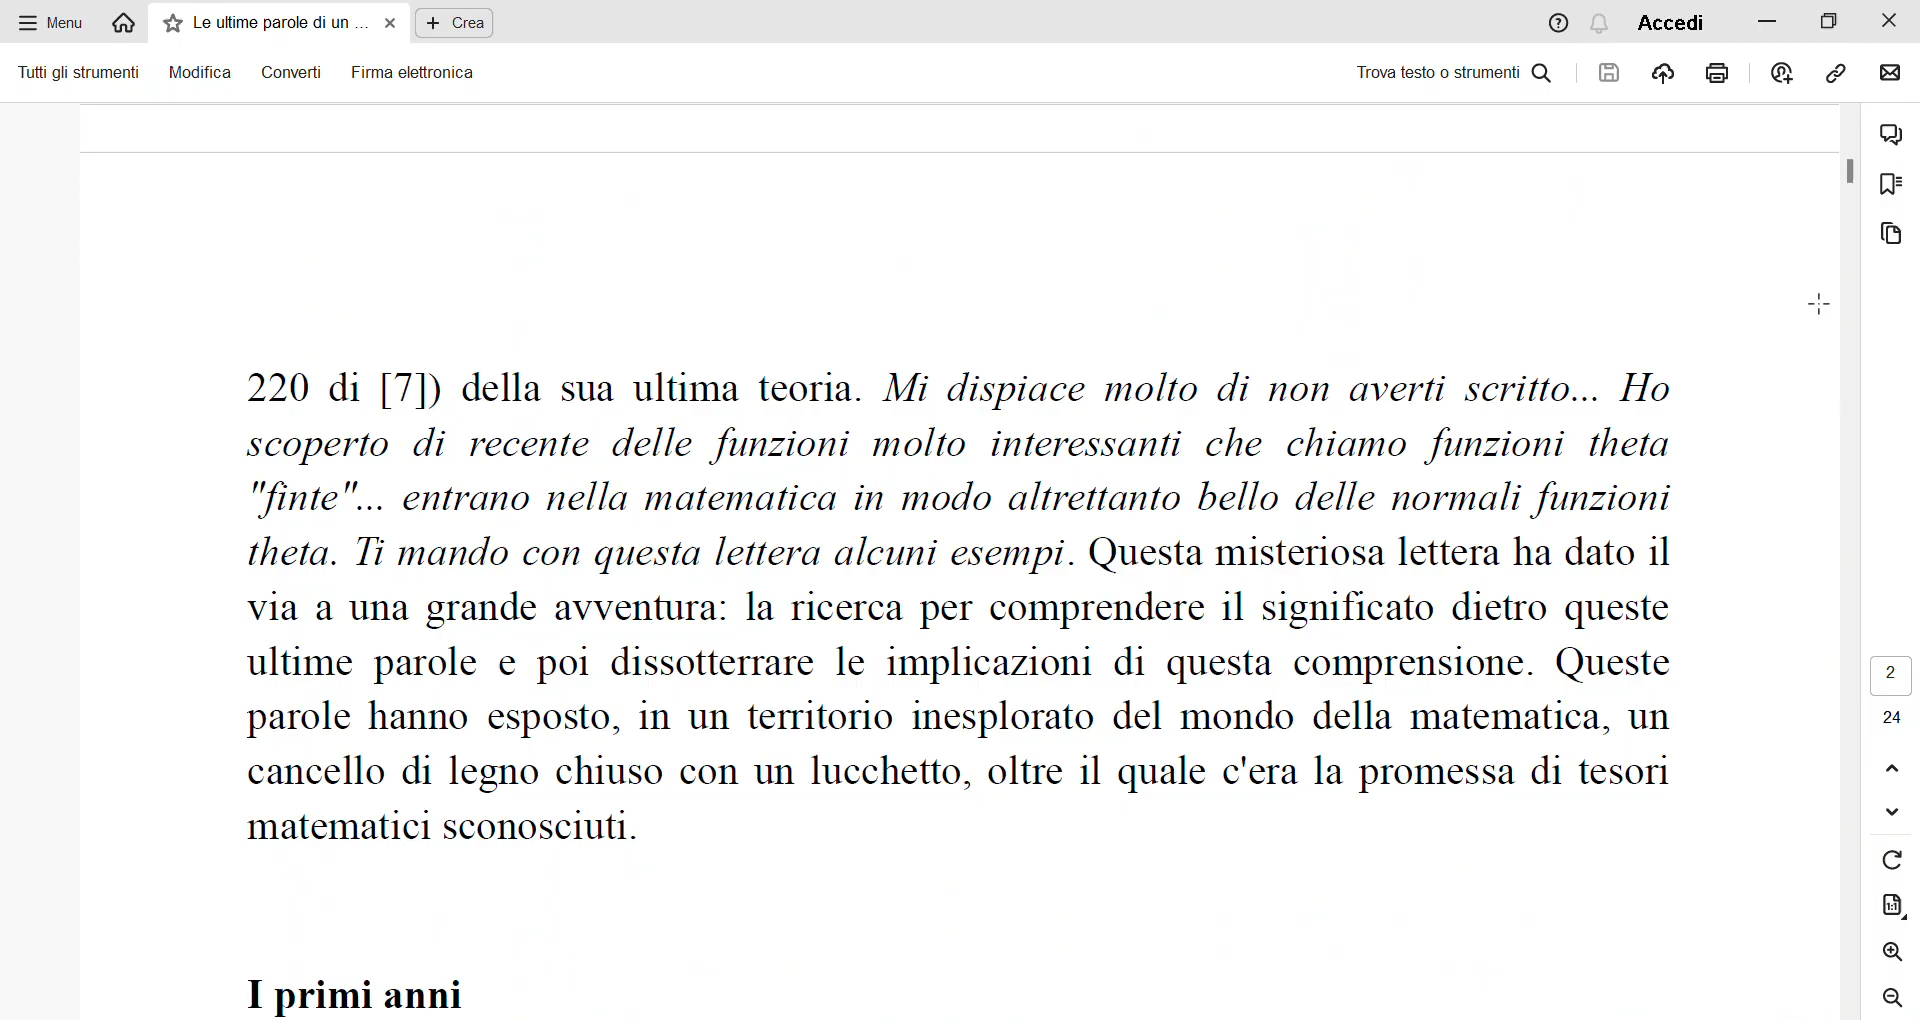 Menu
Le ultime parole di un ...
Crea
Accedi
Tutti gli strumenti
Modifica
Converti
Firma elettronica
Trova testo o strumenti
220 di [7]) della sua ultima teoria. Mi dispiace molto di non averti scritto... Ho
scoperto di recente delle funzioni molto interessanti che chiamo funzioni theta
"finte"... entrano nella matematica in modo altrettanto bello delle normali funzioni
theta. Ti mando con questa lettera alcuni esempi. Questa misteriosa lettera ha dato il
via a una grande avventura: la ricerca per comprendere il significato dietro queste
ultime parole e poi dissotterrare le implicazioni di questa comprensione. Queste
parole hanno esposto, in un territorio inesplorato del mondo della matematica, un
cancello di legno chiuso con un lucchetto, oltre il quale c'era la promessa di tesori
matematici sconosciuti.
I primi anni
2
24